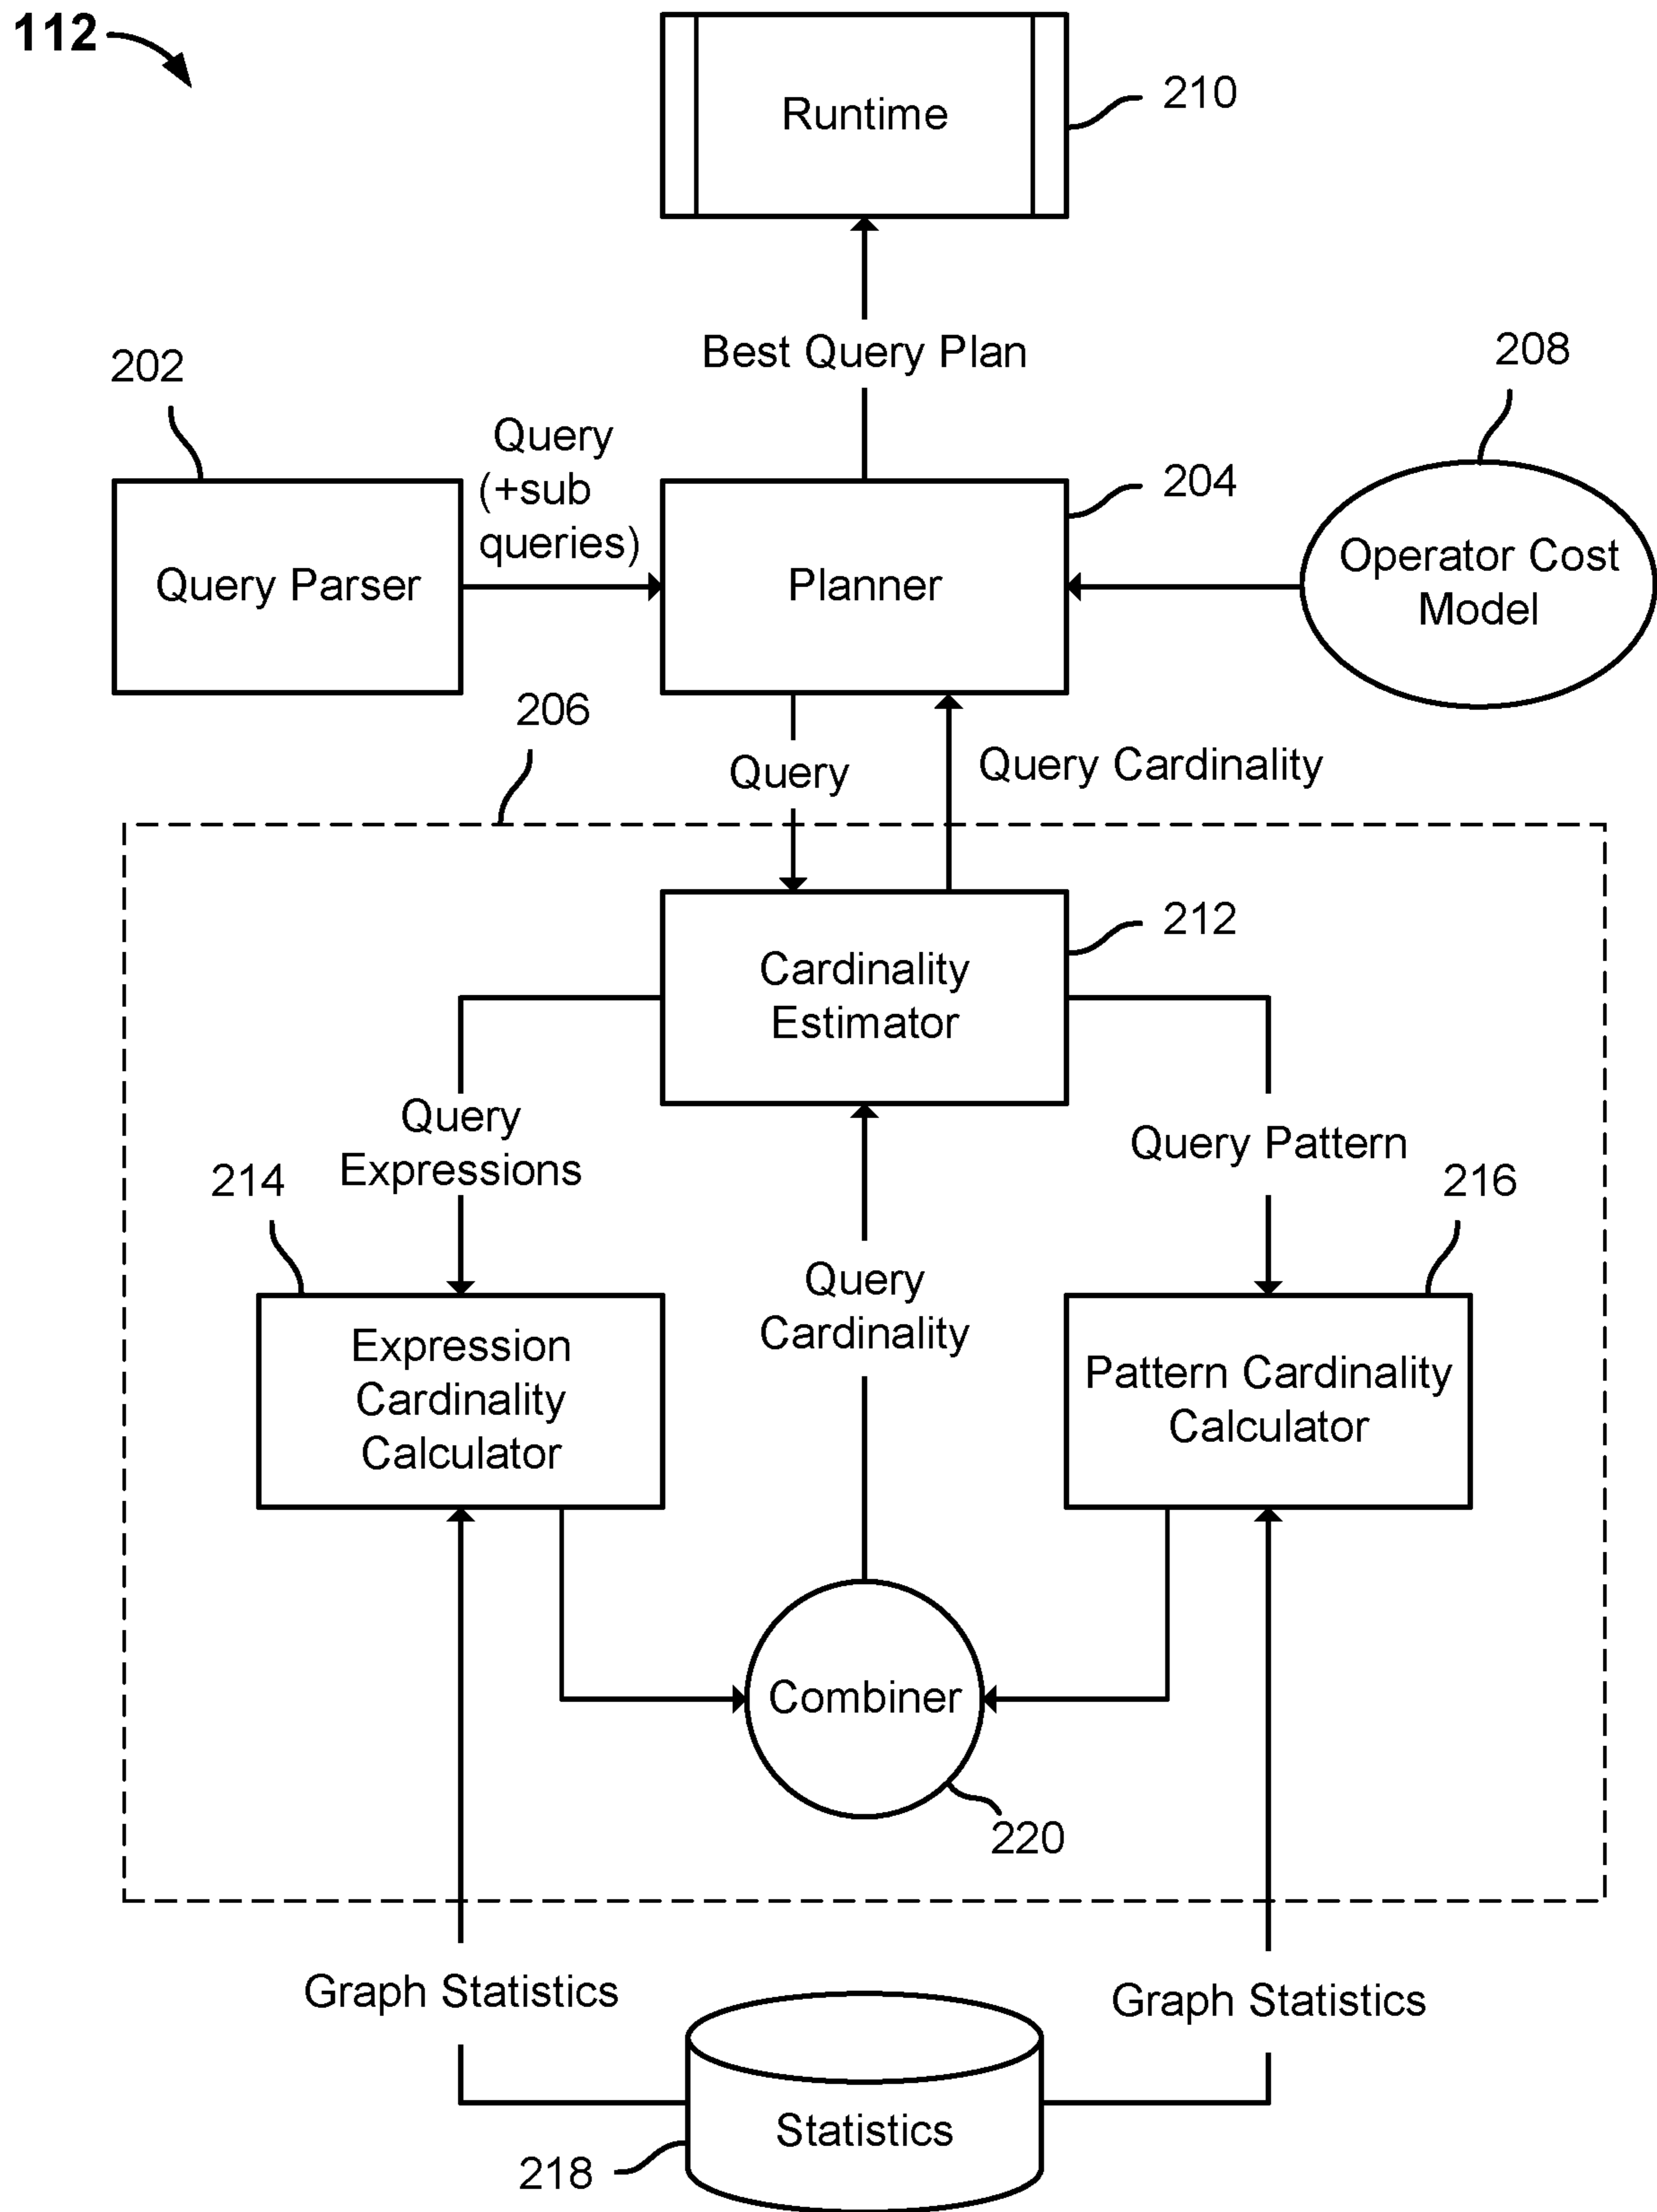 112
Runtime
210
Best Query Plan
202
208
Query
(+sub
queries)
204
Query Parser
Planner
Operator Cost
Model
206
Query
Query Cardinality
212
Cardinality
Estimator
Query
Expressions
Query Pattern
214
216
Query
Cardinality
Expression
Cardinality
Calculator
Pattern Cardinality
Calculator
Combiner
220
Graph Statistics
Graph Statistics
Statistics
218